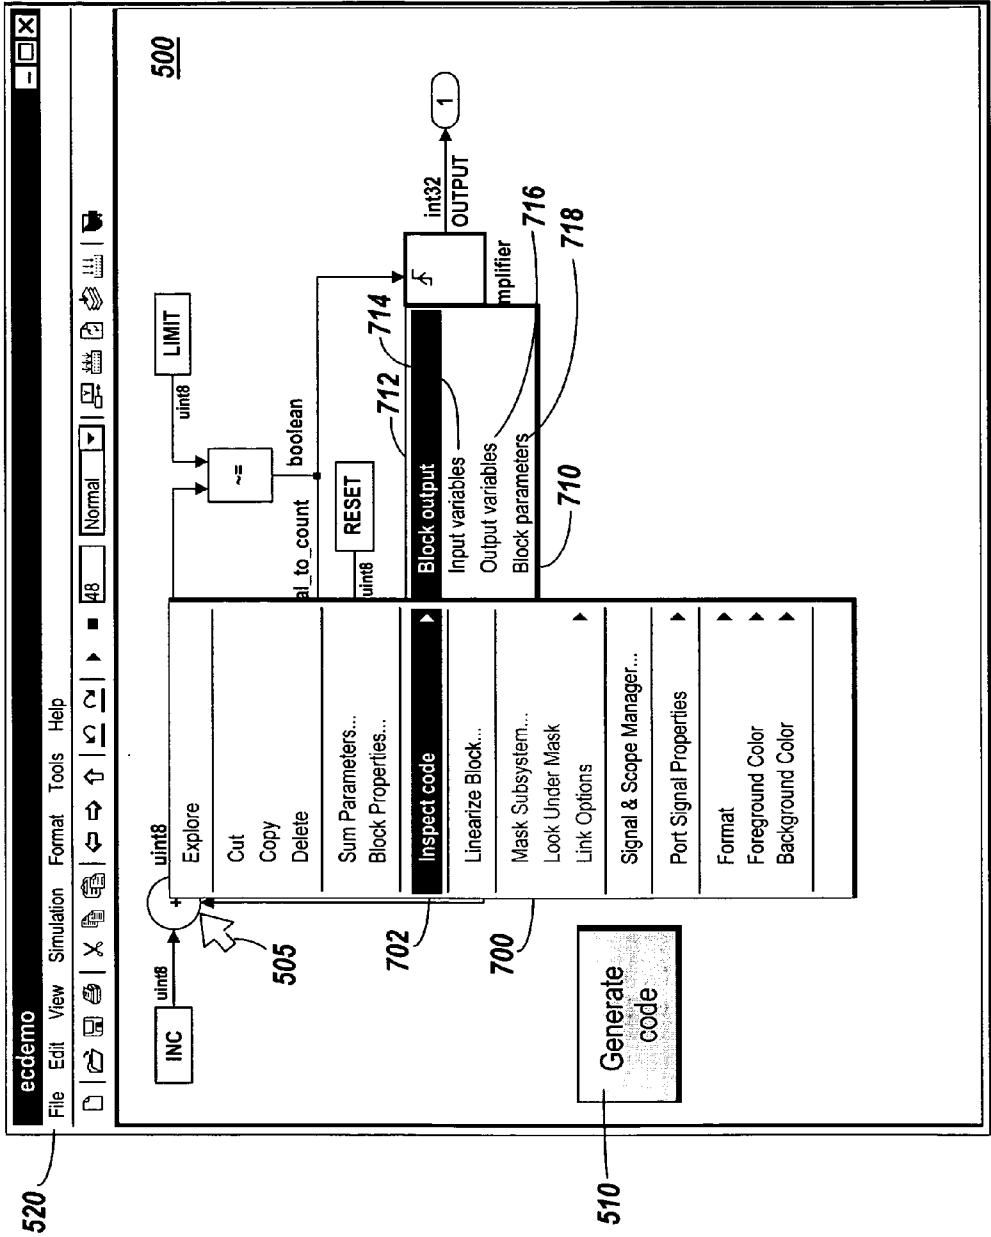 ecdemo
File Edit View Simulation Format Tools Help
48 Normal
500
INC
uint8
+
uint8
505
LIMIT
uint8
~=
boolean
al_to_count
RESET
uint8
int32
OUTPUT
1
mplifier
Explore
Cut
Copy
Delete
Sum Parameters...
Block Properties...
Inspect code
Linearize Block...
Mask Subsystem...
Look Under Mask
Link Options
Signal & Scope Manager...
Port Signal Properties
Format
Foreground Color
Background Color
Block output
Input variables
Output variables
Block parameters
702
700
712
714
716
718
710
Generate
code
510
520